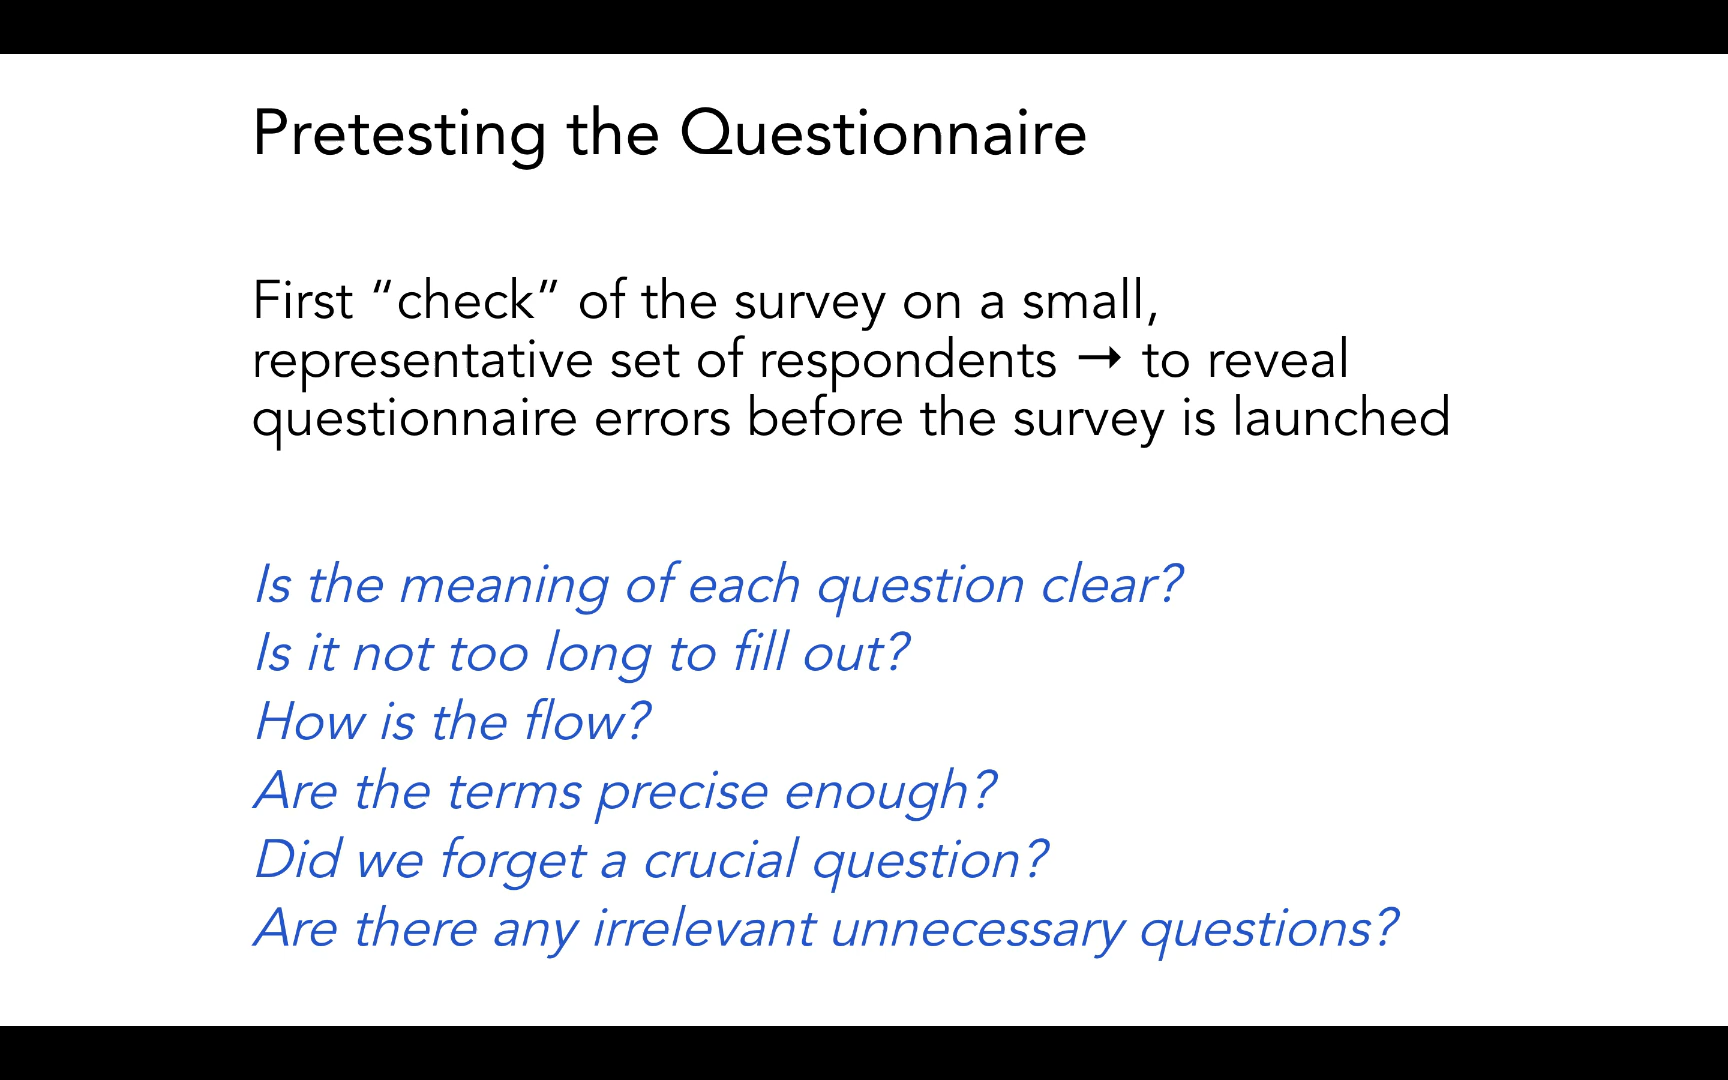 Pretesting the Questionnaire
First “check” of the survey on a small,
representative set of respondents → to reveal
questionnaire errors before the survey is launched
Is the meaning of each question clear?
Is it not too long to fill out?
How is the flow?
Are the terms precise enough?
Did we forget a crucial question?
Are there any irrelevant unnecessary questions?